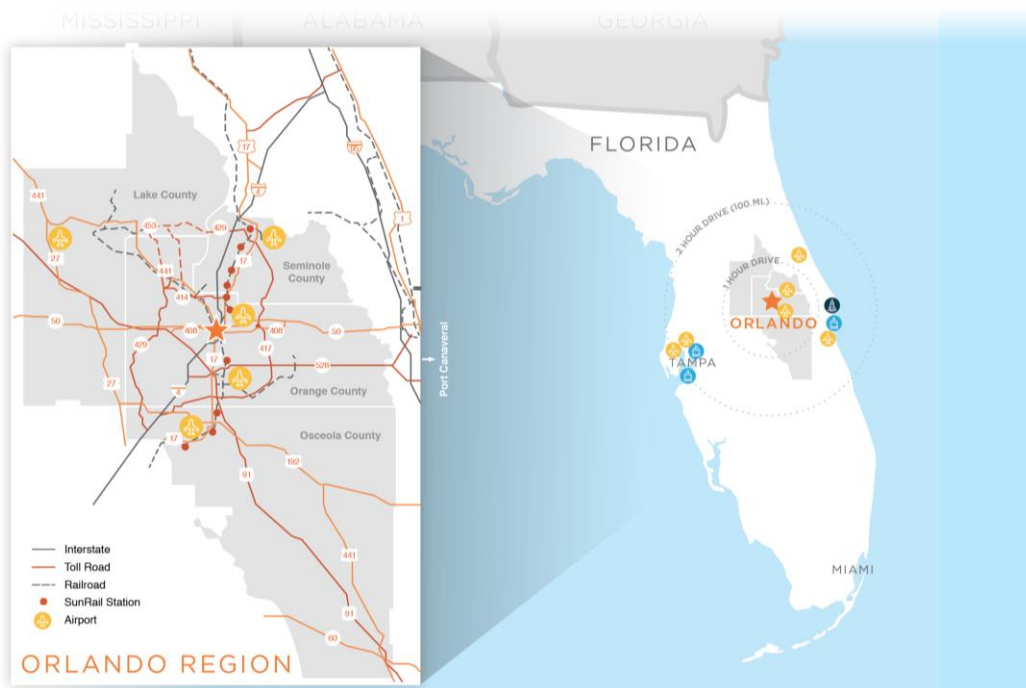 MISSISSIPPI
ALABAMA
GEORGIA
FLORIDA
2 HOUR DRIVE (100 MI.)
1 HOUR DRIVE
ORLANDO
TAMPA
MIAMI
17
95
4
1
441
Lake County
453
429
27
17
441
Seminole
County
414
50
408
408
50
429
417
17
528
27
4
Orange County
Port Canaveral
17
Osceola County
192
91
441
91
60
Interstate
Toll Road
Railroad
SunRail Station
Airport
ORLANDO REGION